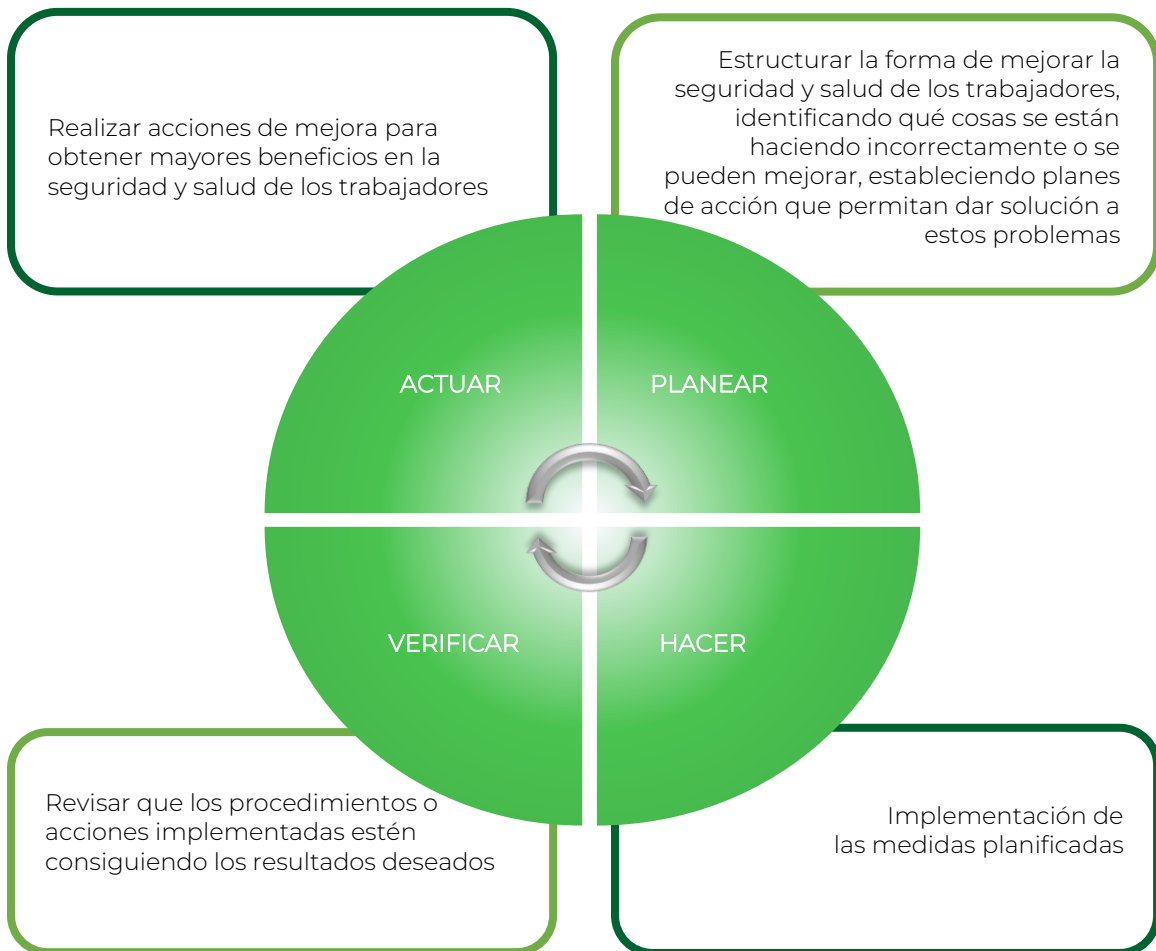 Realizar acciones de mejora para
obtener mayores beneficios en la
seguridad y salud de los trabajadores
Estructurar la forma de mejorar la
seguridad y salud de los trabajadores,
identificando qué cosas se están
haciendo incorrectamente o se
pueden mejorar, estableciendo planes
de acción que permitan dar solución a
estos problemas
ACTUAR
PLANEAR
VERIFICAR
HACER
Revisar que los procedimientos o
acciones implementadas estén
consiguiendo los resultados deseados
Implementación de
las medidas planificadas